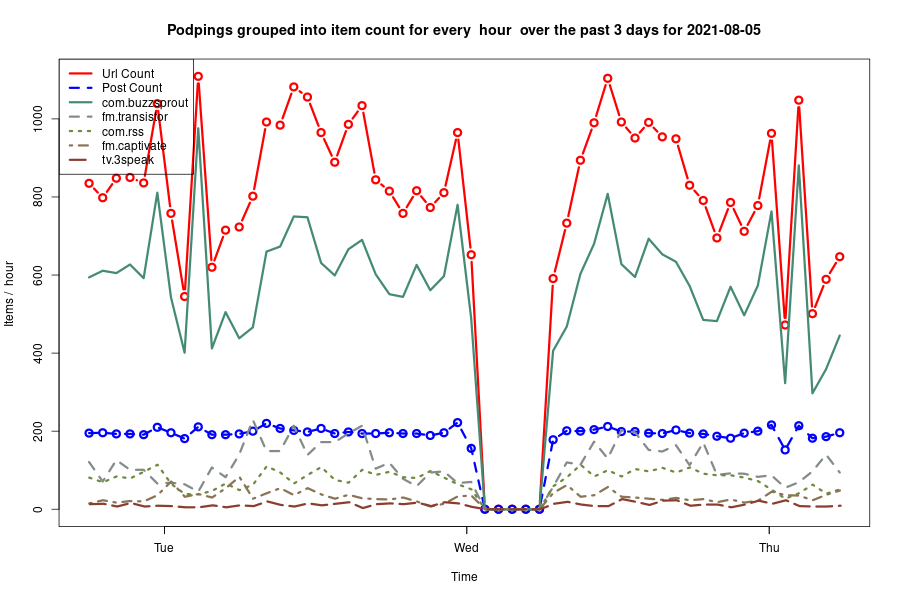 Podpings grouped into item count for every  hour  over the past 3 days for 2021-08-05
Url Count
Post Count
com.buzzsprout
fm.transistor
com.rss
fm.captivate
tv.3speak
Items /  hour
1000
800
600
400
200
0
Tue
Wed
Thu
Time